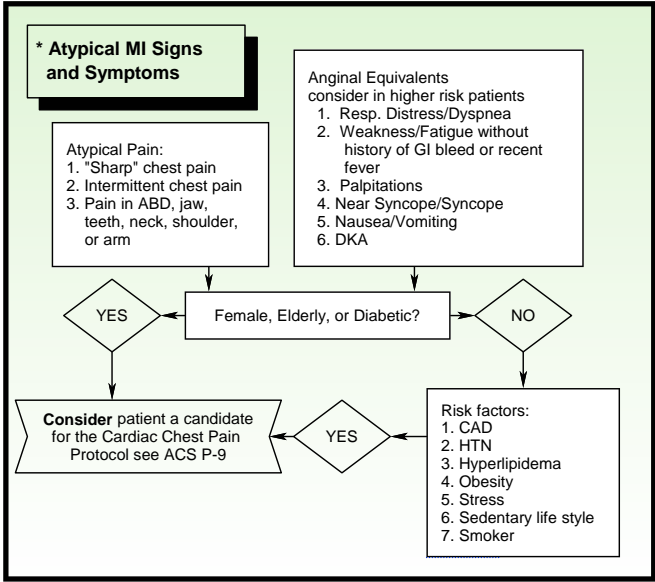 * Atypical MI Signs
and Symptoms
Anginal Equivalents
consider in higher risk patients
1. Resp. Distress/Dyspnea
2. Weakness/Fatigue without
history of GI bleed or recent
fever
3. Palpitations
4. Near Syncope/Syncope
5. Nausea/Vomiting
6. DKA
Atypical Pain:
1. "Sharp" chest pain
2. Intermittent chest pain
3. Pain in ABD, jaw,
teeth, neck, shoulder,
or arm
YES
Female, Elderly, or Diabetic?
NO
Consider patient a candidate
for the Cardiac Chest Pain
Protocol see ACS P-9
YES
Risk factors:
1. CAD
2. HTN
3. Hyperlipidema
4. Obesity
5. Stress
6. Sedentary life style
7. Smoker